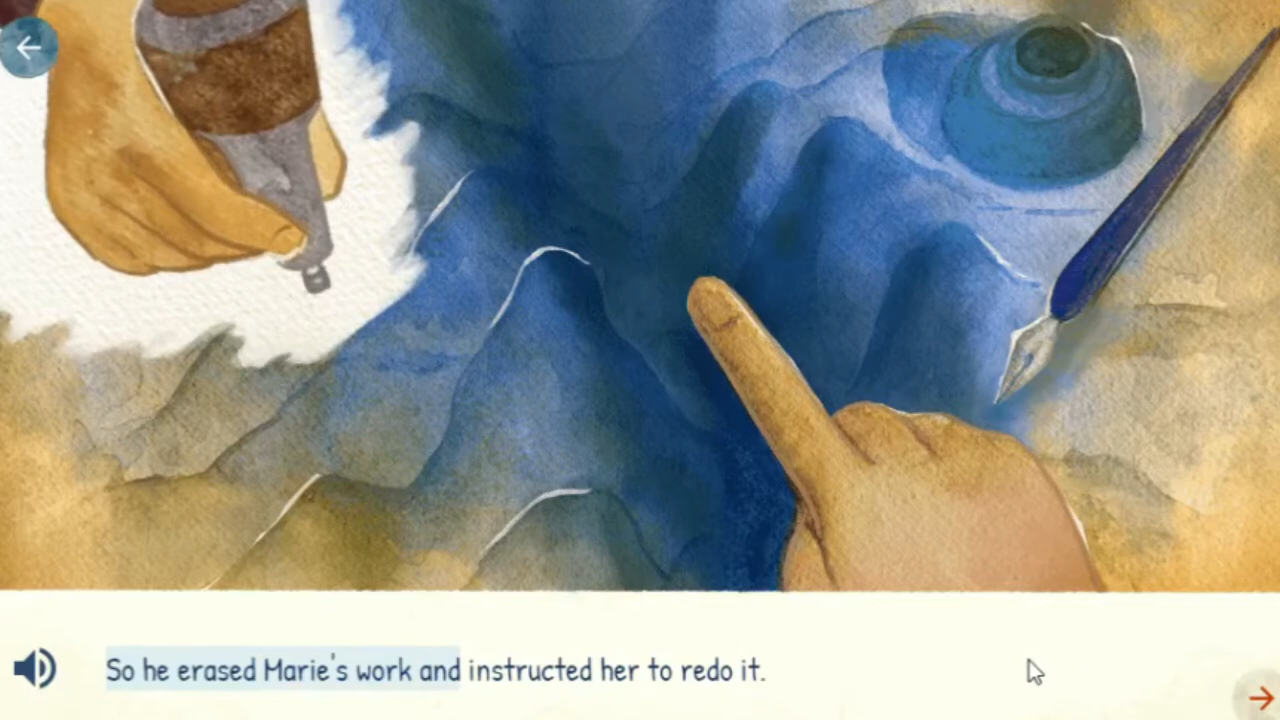 So he erased Marie's work and instructed her to redo it.